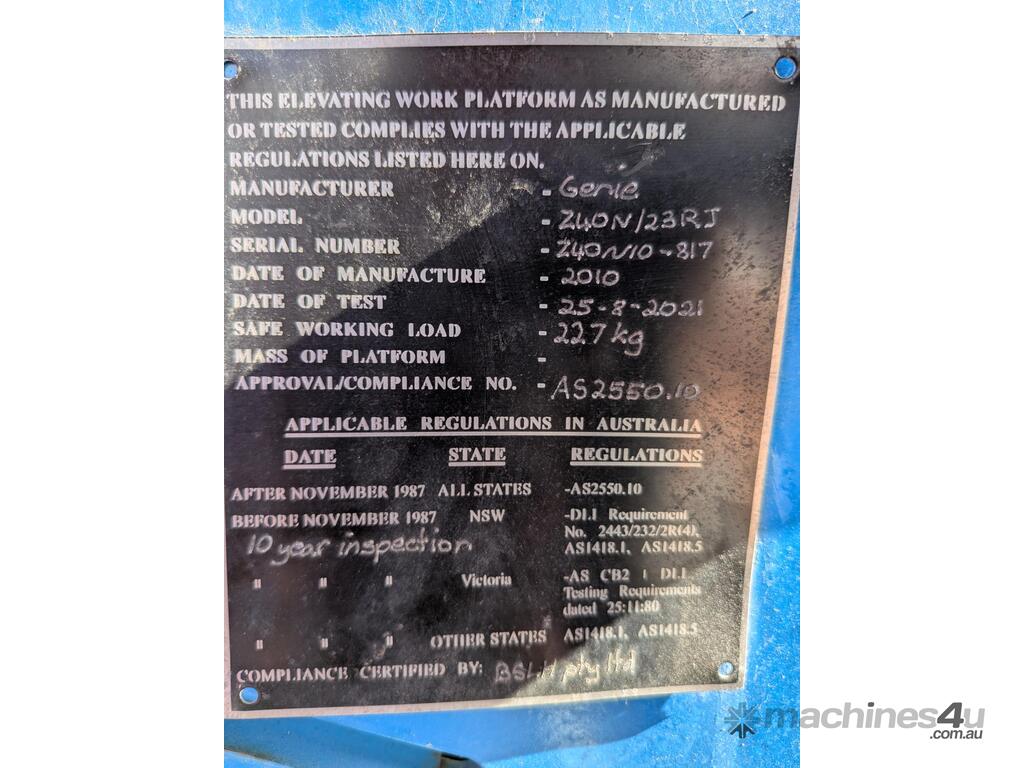 THIS ELEVATING WORK PLATFORM AS MANUFACTURED
OR TESTED COMPLIES WITH THE APPLICABLE
REGULATIONS LISTED HERE ON.
MANUFACTURER - Genie
MODEL - Z40N/23RJ
SERIAL NUMBER - Z40N10-817
DATE OF MANUFACTURE - 2010
DATE OF TEST - 25-8-2021
SAFE WORKING LOAD - 227kg
MASS OF PLATFORM -
APPROVAL/COMPLIANCE NO. - AS2550.10
APPLICABLE REGULATIONS IN AUSTRALIA
DATE STATE REGULATIONS
AFTER NOVEMBER 1987 ALL STATES -AS2550.10
BEFORE NOVEMBER 1987 NSW -DLI Requirement
No. 2443/232/2R(4),
10 year inspection AS1418.1, AS1418.5
" " " Victoria -AS CB2 1 DLI
Testing Requirements
dated 25:11:80
" " " OTHER STATES AS1418.1, AS1418.5
COMPLIANCE CERTIFIED BY: BSLH pty ltd
machines4u
.com.au